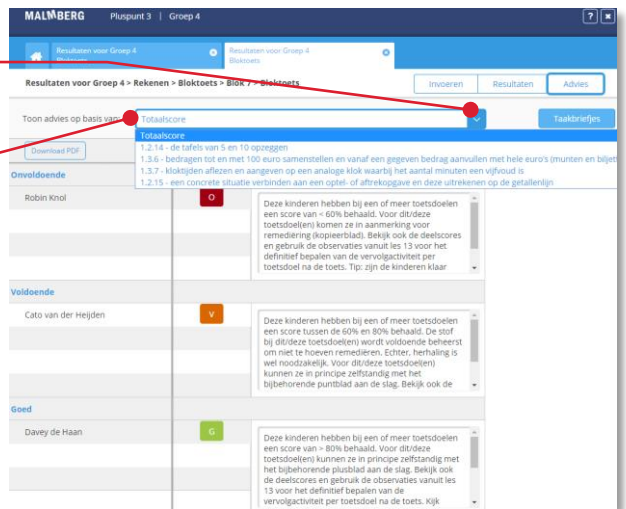 MALMBERG Pluspunt 3 | Groep 4 ? ×
Resultaten voor Groep 4
Bloktoets
Resultaten voor Groep 4
Bloktoets
Resultaten voor Groep 4 > Rekenen > Bloktoets > Blok 7 > Bloktoets Invoeren Resultaten Advies
Toon advies op basis van: Totaalscore Taakbriefjes
Totaalscore
1.2.14 - de tafels van 5 en 10 opzeggen
1.3.6 - bedragen tot en met 100 euro samenstellen en vanaf een gegeven bedrag aanvullen met hele euro's (munten en biljet
1.3.7 - kloktijden aflezen en aangeven op een analoge klok waarbij het aantal minuten een vijfvoud is
1.2.15 - een concrete situatie verbinden aan een optel- of aftrekopgave en deze uitrekenen op de getallenlijn
Download PDF
Onvoldoende
Robin Knol O
Deze kinderen hebben bij een of meer toetsdoelen
een score van < 60% behaald. Voor dit/deze
toetsdoel(en) komen ze in aanmerking voor
remediëring (kopieerblad). Bekijk ook de deelscores
en gebruik de observaties vanuit les 13 voor het
definitief bepalen van de vervolgactiviteit per
toetsdoel na de toets. Tip: zijn de kinderen klaar
Voldoende
Cato van der Heijden V
Deze kinderen hebben bij een of meer toetsdoelen
een score tussen de 60% en 80% behaald. De stof
bij dit/deze toetsdoel(en) wordt voldoende beheerst
om niet te hoeven remediëren. Echter, herhaling is
wel noodzakelijk. Voor dit/deze toetsdoel(en)
kunnen ze in principe zelfstandig met het
bijbehorende puntblad aan de slag. Bekijk ook de
Goed
Davey de Haan G
Deze kinderen hebben bij een of meer toetsdoelen
een score van > 80% behaald. Voor dit/deze
toetsdoel(en) kunnen ze in principe zelfstandig met
het bijbehorende plusblad aan de slag. Bekijk ook
de deelscores en gebruik de observaties vanuit les
13 voor het definitief bepalen van de
vervolgactiviteit per toetsdoel na de toets. Kijk